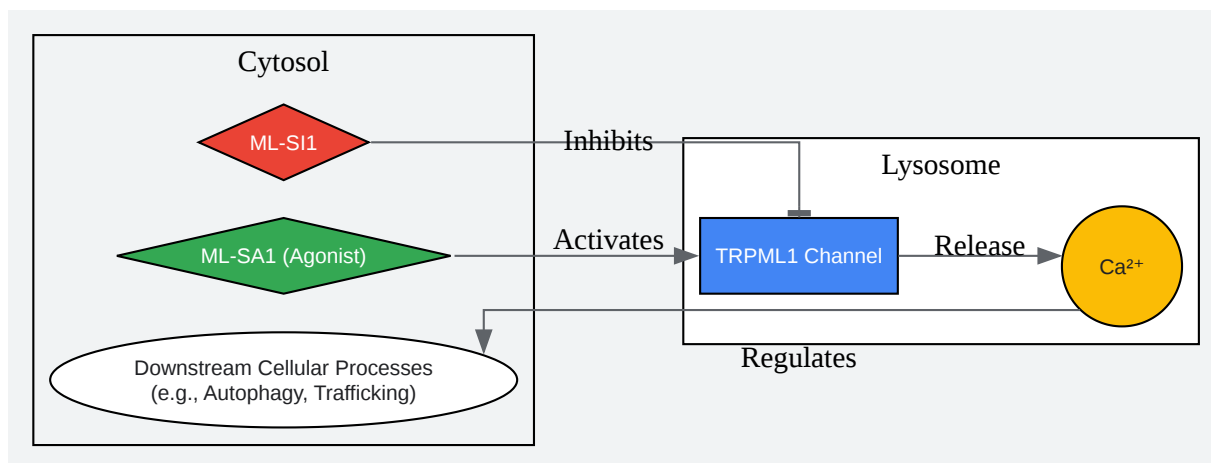 Cytosol
ML-SI1
Inhibits
Lysosome
ML-SA1 (Agonist)
Activates
TRPML1 Channel
Release
Ca²⁺
Regulates
Downstream Cellular Processes
(e.g., Autophagy, Trafficking)